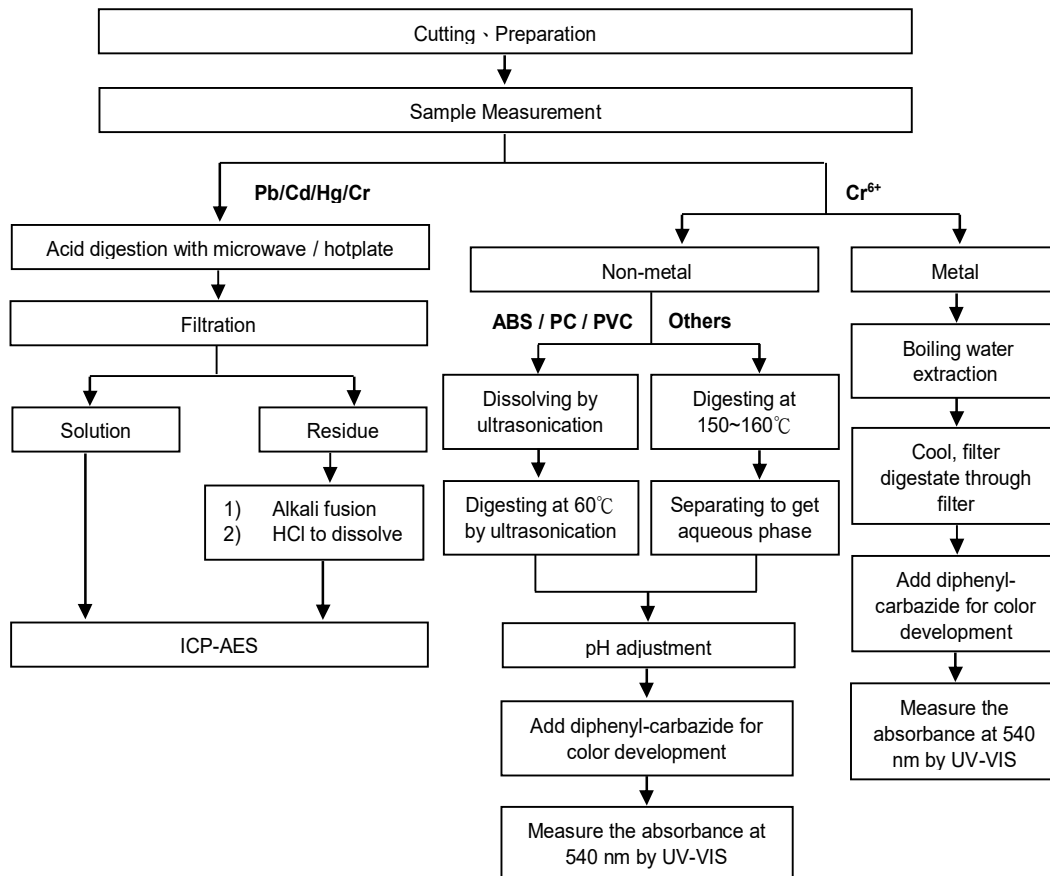 Cutting、Preparation
Sample Measurement
Pb/Cd/Hg/Cr
Cr⁶⁺
Acid digestion with microwave / hotplate
Non-metal
Metal
Filtration
ABS / PC / PVC
Others
Boiling water
extraction
Solution
Residue
Dissolving by
ultrasonication
Digesting at
150~160℃
Cool, filter
digestate through
filter
1) Alkali fusion
2) HCl to dissolve
Digesting at 60℃
by ultrasonication
Separating to get
aqueous phase
Add diphenyl-
carbazide for color
development
ICP-AES
pH adjustment
Measure the
absorbance at 540
nm by UV-VIS
Add diphenyl-carbazide for
color development
Measure the absorbance at
540 nm by UV-VIS